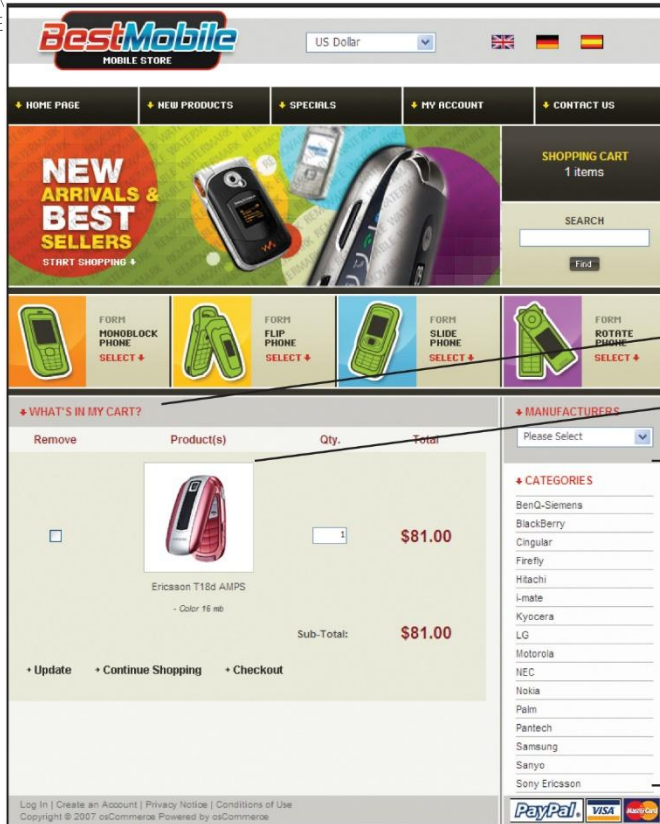 BestMobile
MOBILE STORE
US Dollar
HOME PAGE
NEW PRODUCTS
SPECIALS
MY ACCOUNT
CONTACT US
NEW
ARRIVALS &
BEST
SELLERS
START SHOPPING
SHOPPING CART
1 items
SEARCH
Find
FORM
MONOBLOCK
PHONE
SELECT
FORM
FLIP
PHONE
SELECT
FORM
SLIDE
PHONE
SELECT
FORM
ROTATE
PHONE
SELECT
WHAT'S IN MY CART?
Remove Product(s) Qty. Total
1
$81.00
Ericsson T18d AMPS
- Color 16 mb
Sub-Total: $81.00
Update Continue Shopping Checkout
MANUFACTURERS
Please Select
CATEGORIES
BenQ-Siemens
BlackBerry
Cingular
Firefly
Hitachi
i-mate
Kyocera
LG
Motorola
NEC
Nokia
Palm
Pantech
Samsung
Sanyo
Sony Ericsson
Log In | Create an Account | Privacy Notice | Conditions of Use
Copyright © 2007 osCommerce Powered by osCommerce
PayPal. VISA MasterCard